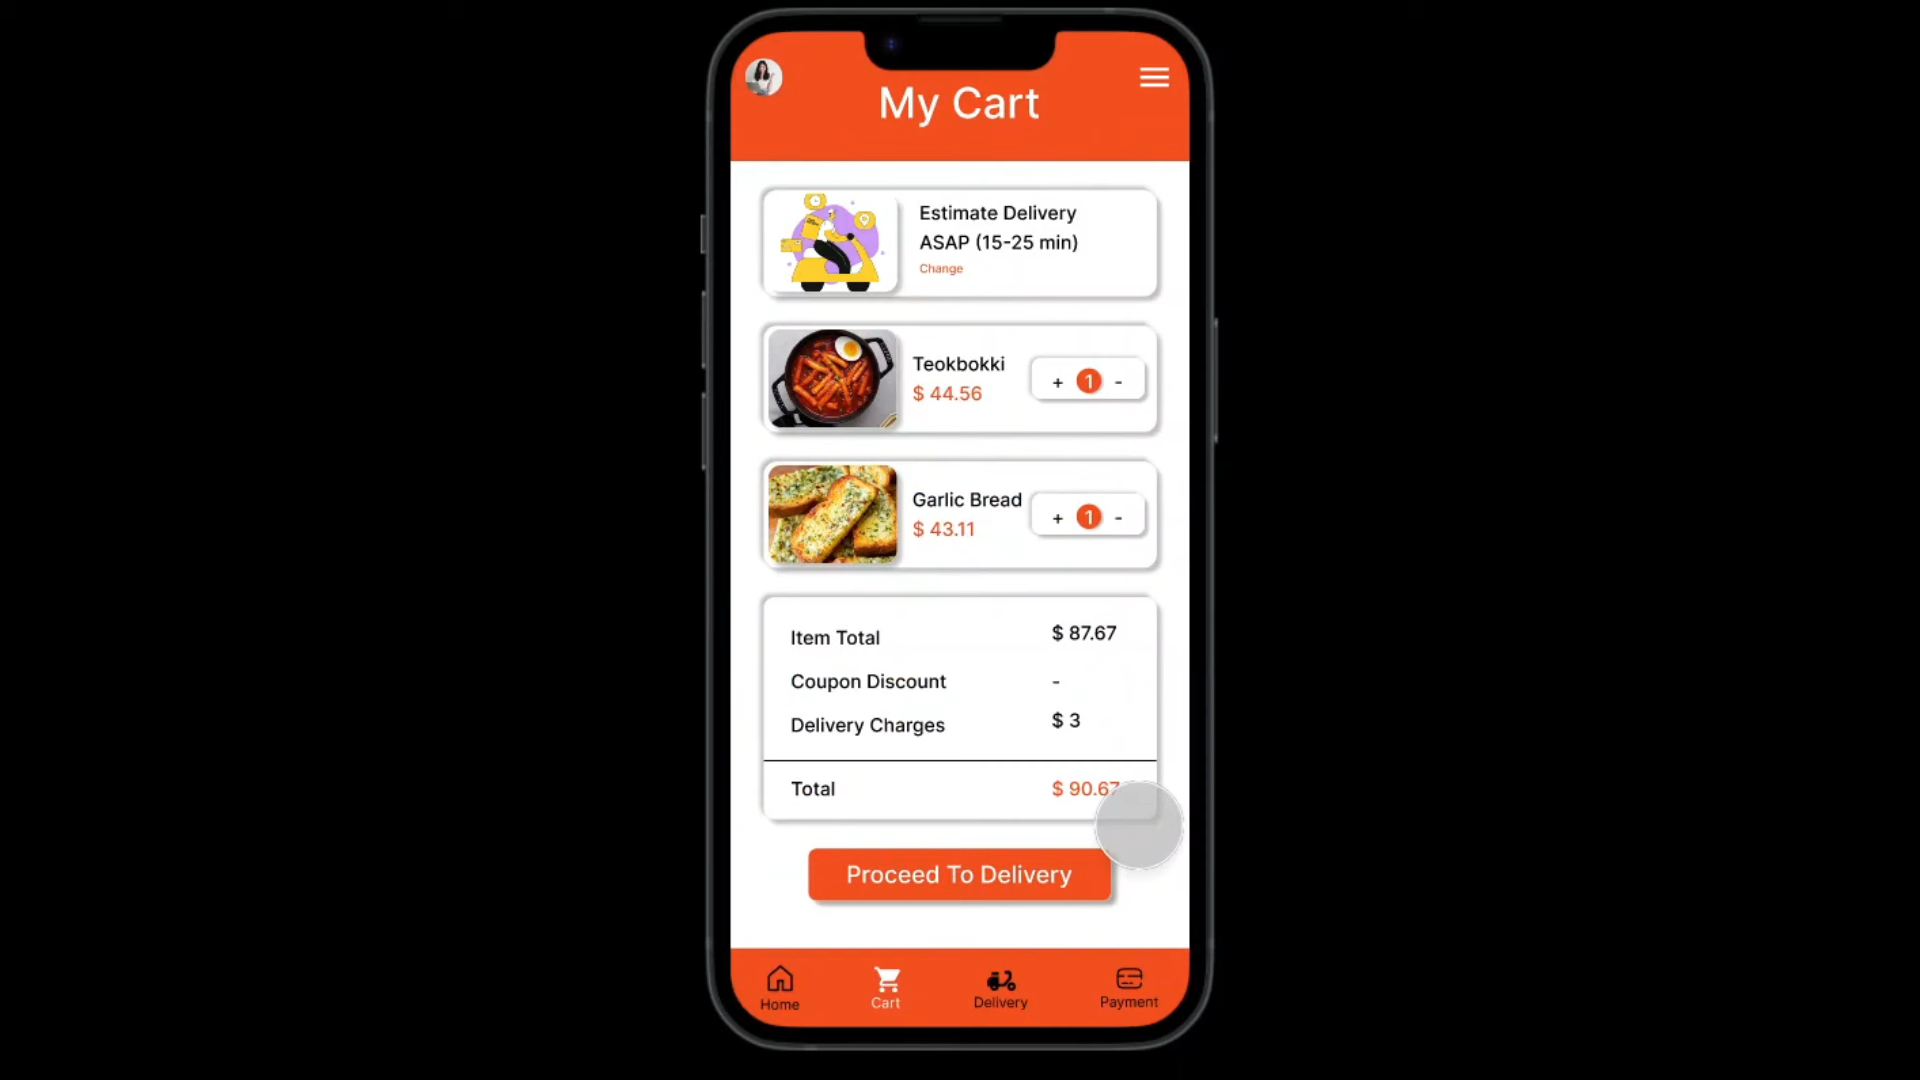 My Cart
Estimate Delivery
ASAP (15-25 min)
Change
Teokbokki
$ 44.56
+ 1 -
Garlic Bread
$ 43.11
+ 1 -
Item Total $ 87.67
Coupon Discount -
Delivery Charges $ 3
Total $ 90.67
Proceed To Delivery
Home Cart Delivery Payment